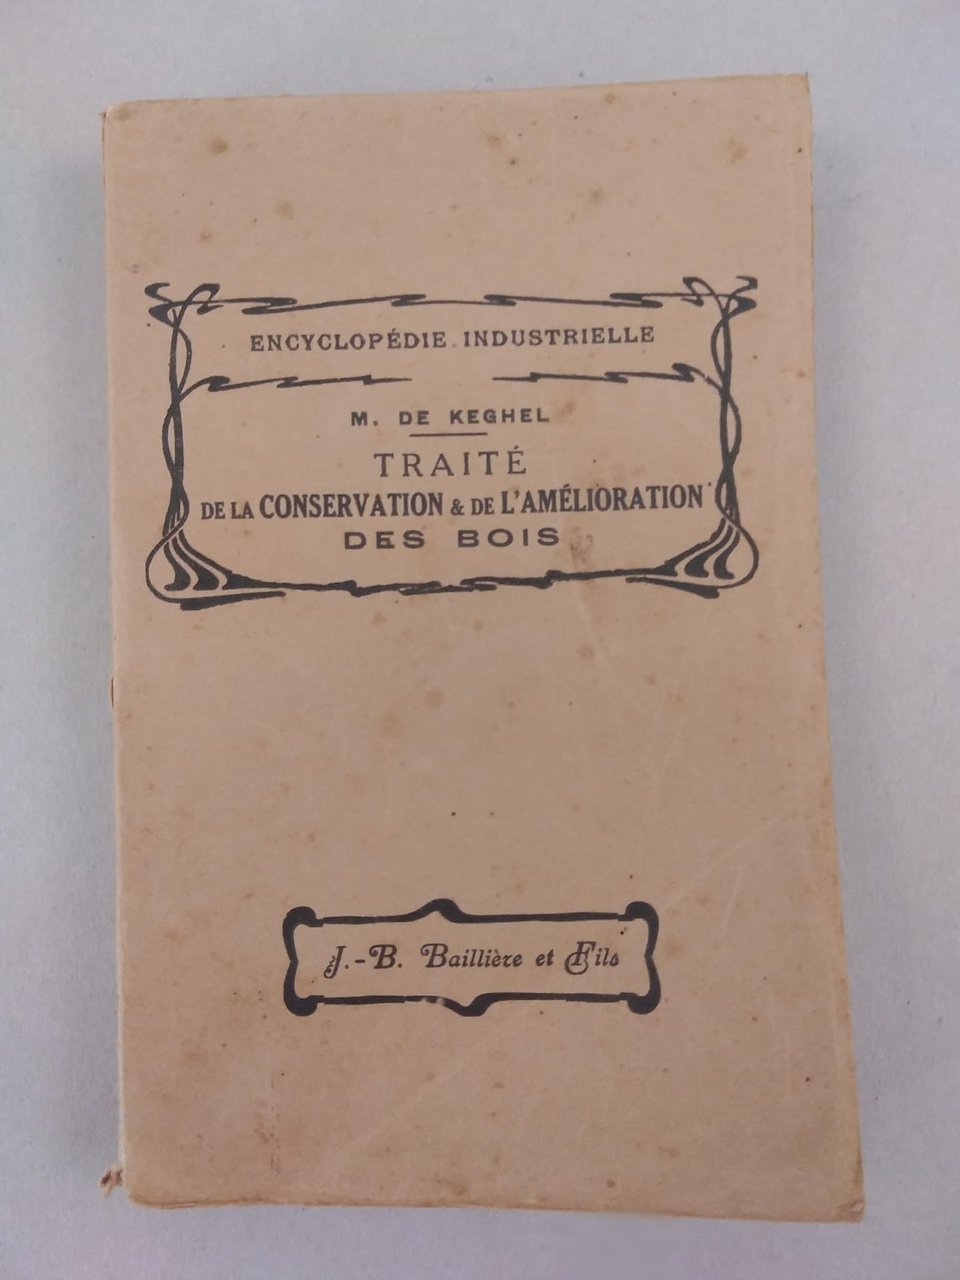 ENCYCLOPÉDIE INDUSTRIELLE
M. DE KEGHEL
TRAITÉ
DE LA CONSERVATION & DE L'AMÉLIORATION
DES BOIS
J.-B. Baillière et Fils